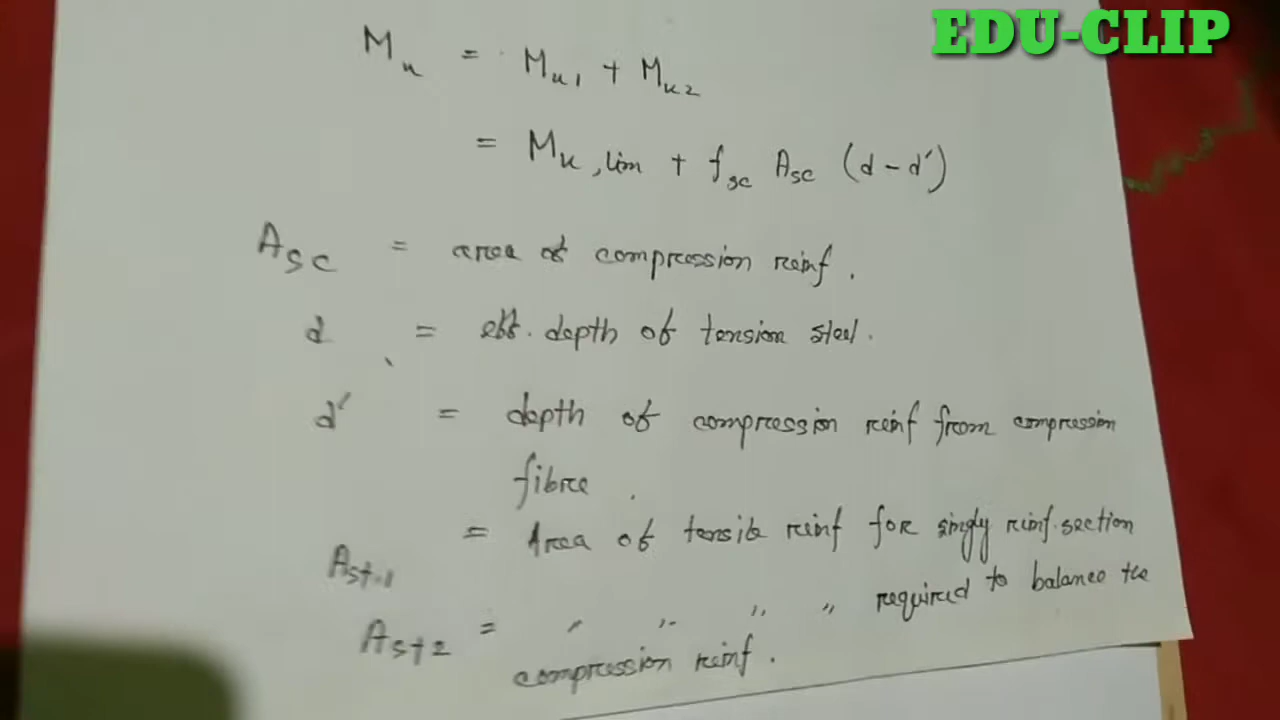 EDU-CLIP
Mu = Mu1 + Mu2
= Mu,lim + fsc Asc (d - d')
Asc = area of compression reinf.
d = eff. depth of tension steel.
d' = depth of compression reinf from compression
fibre.
Ast1 = Area of tensile reinf for singly reinf. section
Ast2 = " " " " required to balance the
compression reinf.